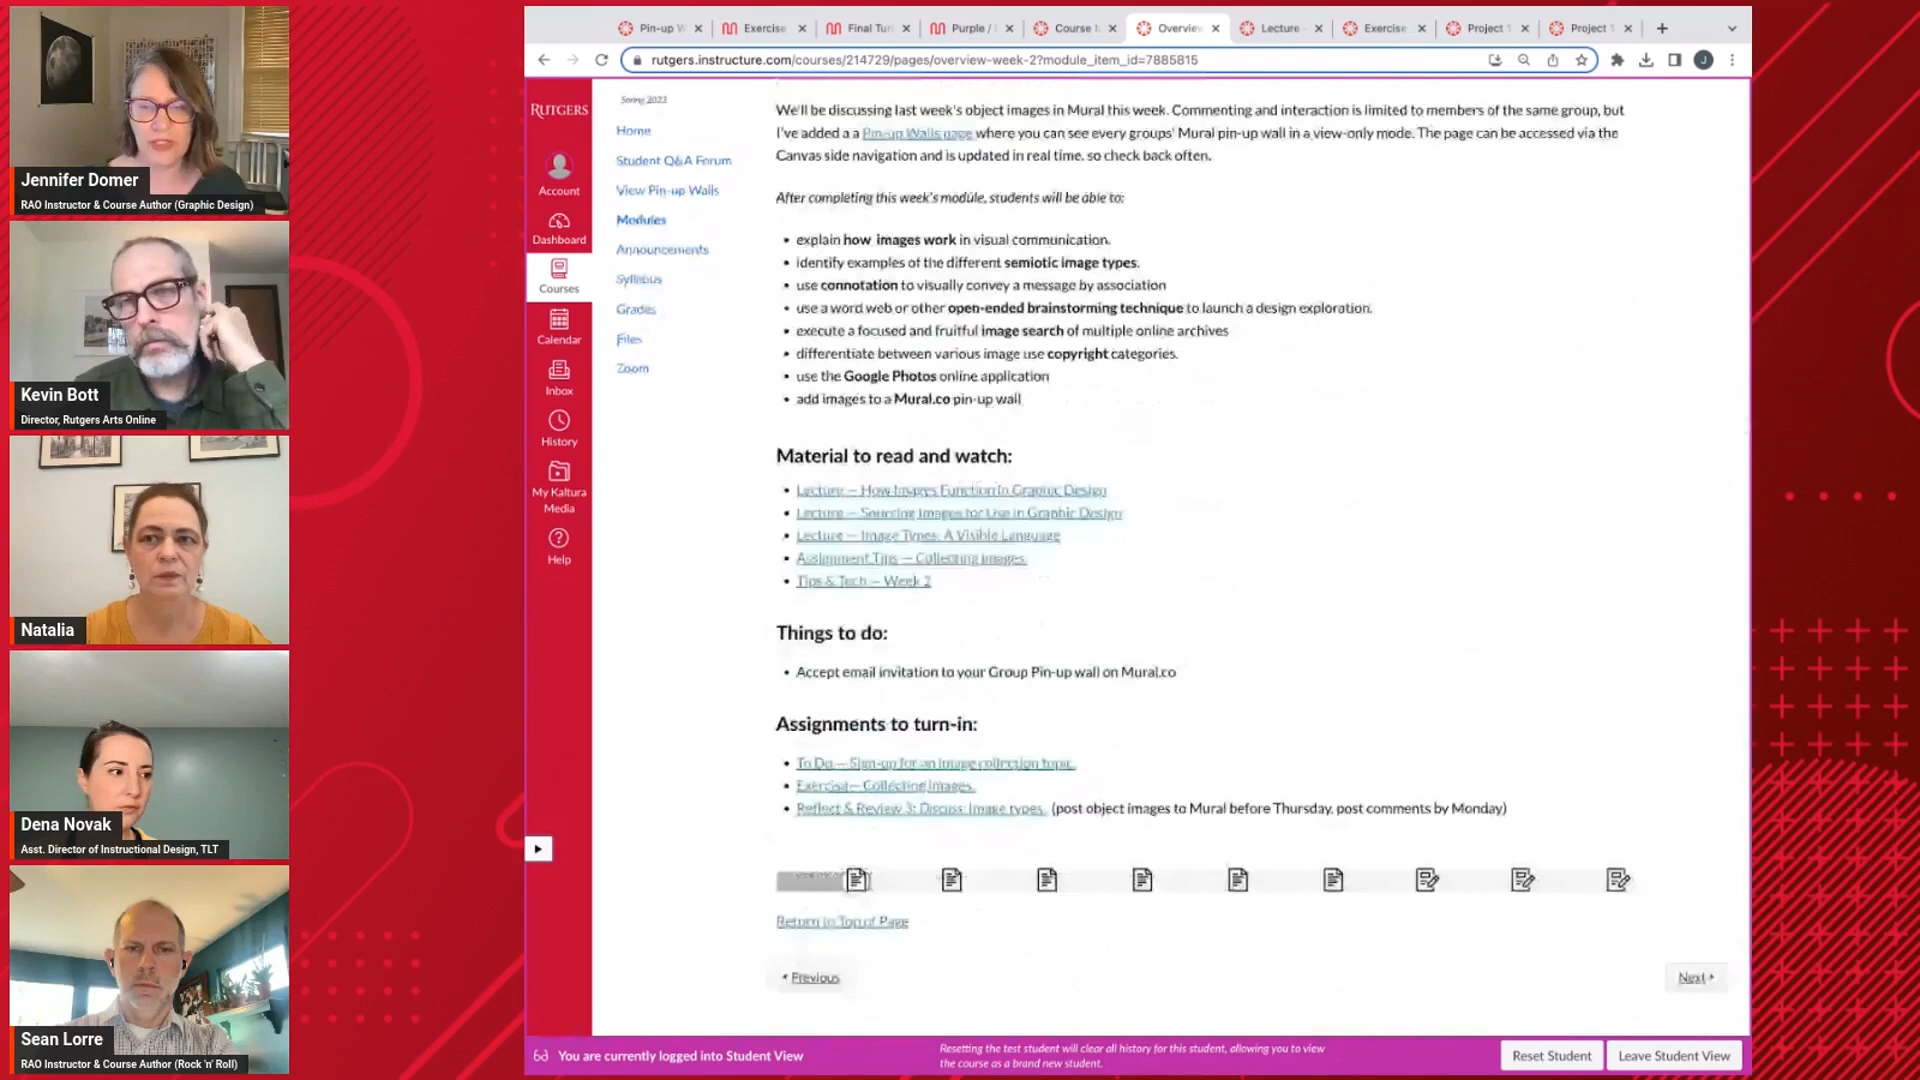 Jennifer Domer
RAO Instructor & Course Author (Graphic Design)
Kevin Bott
Director, Rutgers Arts Online
Natalia
Dena Novak
Asst. Director of Instructional Design, TLT
Sean Lorre
RAO Instructor & Course Author (Rock 'n' Roll)
Pin-up W
Exercise
Final Tur
Purple /
Course M
Overview
Lecture -
Exercise
Project 1
Project 1
rutgers.instructure.com/courses/214729/pages/overview-week-2?module_item_id=7885815
J
RUTGERS
Account
Dashboard
Courses
Calendar
Inbox
History
My Kaltura
Media
Help
Spring 2023
Home
Student Q&A Forum
View Pin-up Walls
Modules
Announcements
Syllabus
Grades
Files
Zoom
We'll be discussing last week's object images in Mural this week. Commenting and interaction is limited to members of the same group, but
I've added a a Pin-up Walls page where you can see every groups' Mural pin-up wall in a view-only mode. The page can be accessed via the
Canvas side navigation and is updated in real time, so check back often.
After completing this week's module, students will be able to:
• explain how images work in visual communication.
• identify examples of the different semiotic image types.
• use connotation to visually convey a message by association
• use a word web or other open-ended brainstorming technique to launch a design exploration.
• execute a focused and fruitful image search of multiple online archives
• differentiate between various image use copyright categories.
• use the Google Photos online application
• add images to a Mural.co pin-up wall
Material to read and watch:
• Lecture — How Images Function in Graphic Design
• Lecture — Sourcing Images for Use in Graphic Design
• Lecture — Image Types: A Visible Language
• Assignment Tips — Collecting Images
• Tips & Tech — Week 2
Things to do:
• Accept email invitation to your Group Pin-up wall on Mural.co
Assignments to turn-in:
• To Do — Sign-up for an image collection topic.
• Exercise — Collecting Images.
• Reflect & Review 3: Discuss: Image types. (post object images to Mural before Thursday, post comments by Monday)
Return to Top of Page
Previous
Next
You are currently logged into Student View
Resetting the test student will clear all history for this student, allowing you to view
the course as a brand new student.
Reset Student
Leave Student View